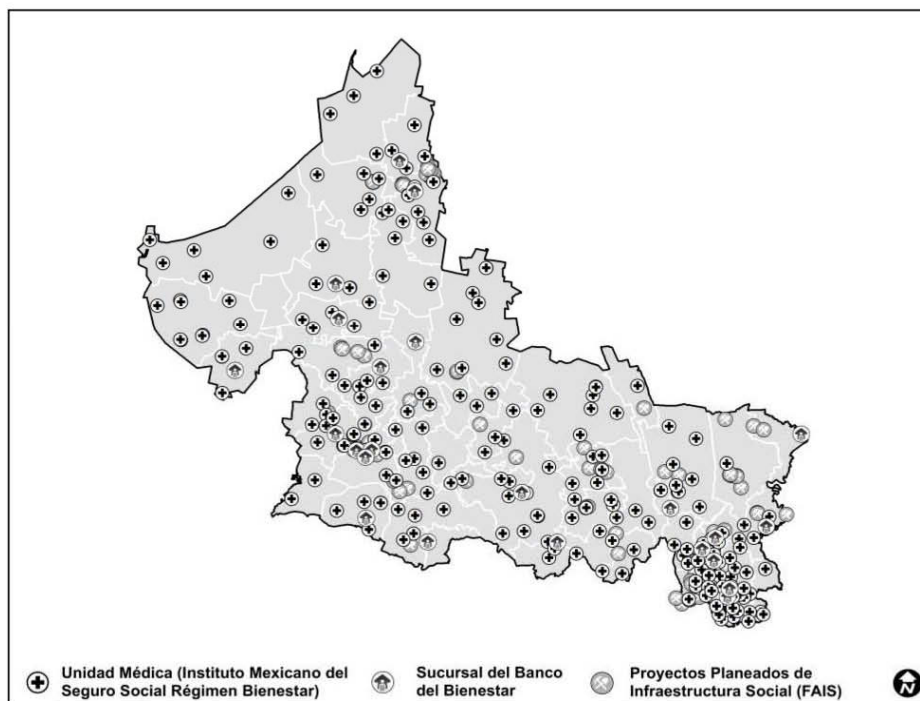 Unidad Médica (Instituto Mexicano del
Seguro Social Régimen Bienestar)
Sucursal del Banco
del Bienestar
Proyectos Planeados de
Infraestructura Social (FAIS)
N